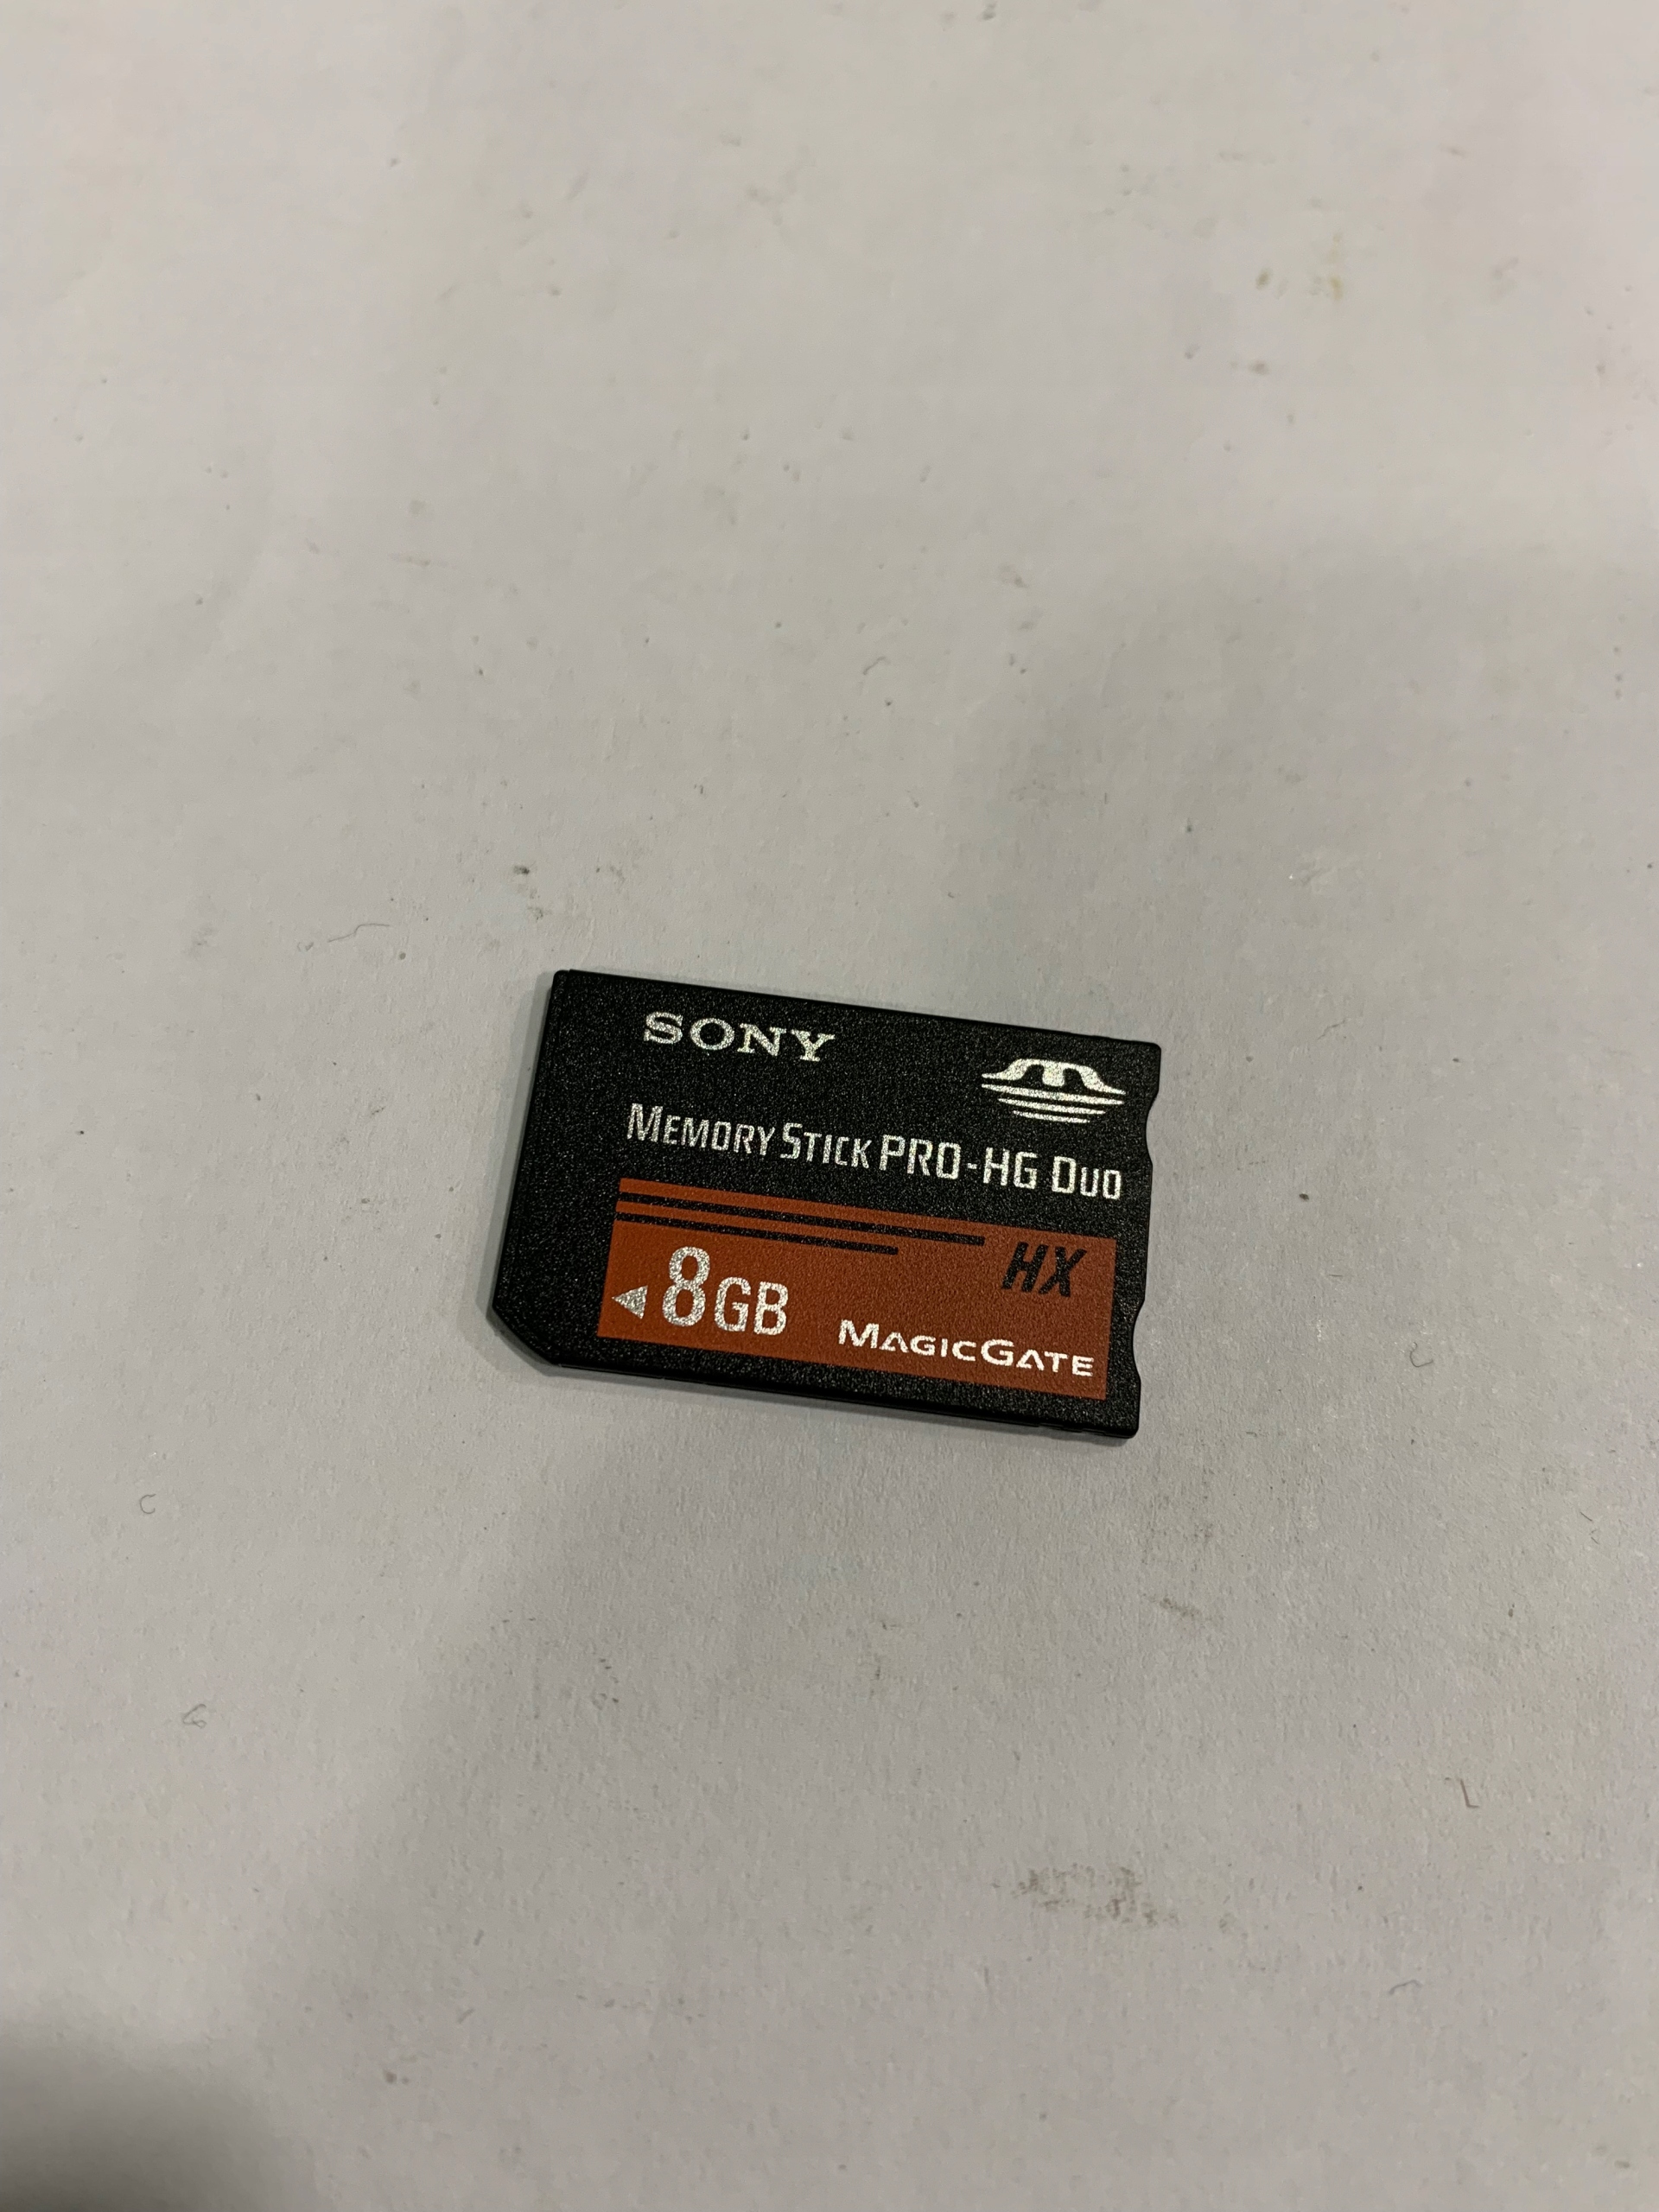 SONY
MEMORY STICK PRO-HG DUO
HX
8GB
MAGICGATE